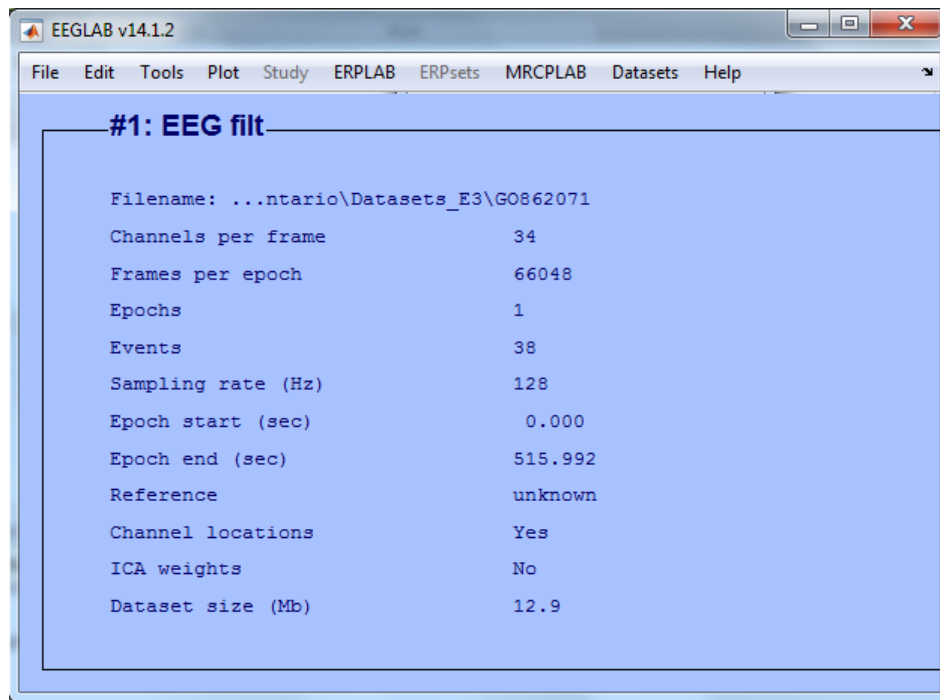 EEGLAB v14.1.2
File Edit Tools Plot Study ERPLAB ERPsets MRCPLAB Datasets Help
#1: EEG filt
Filename: ...ntario\Datasets_E3\GO862071
Channels per frame 34
Frames per epoch 66048
Epochs 1
Events 38
Sampling rate (Hz) 128
Epoch start (sec) 0.000
Epoch end (sec) 515.992
Reference unknown
Channel locations Yes
ICA weights No
Dataset size (Mb) 12.9